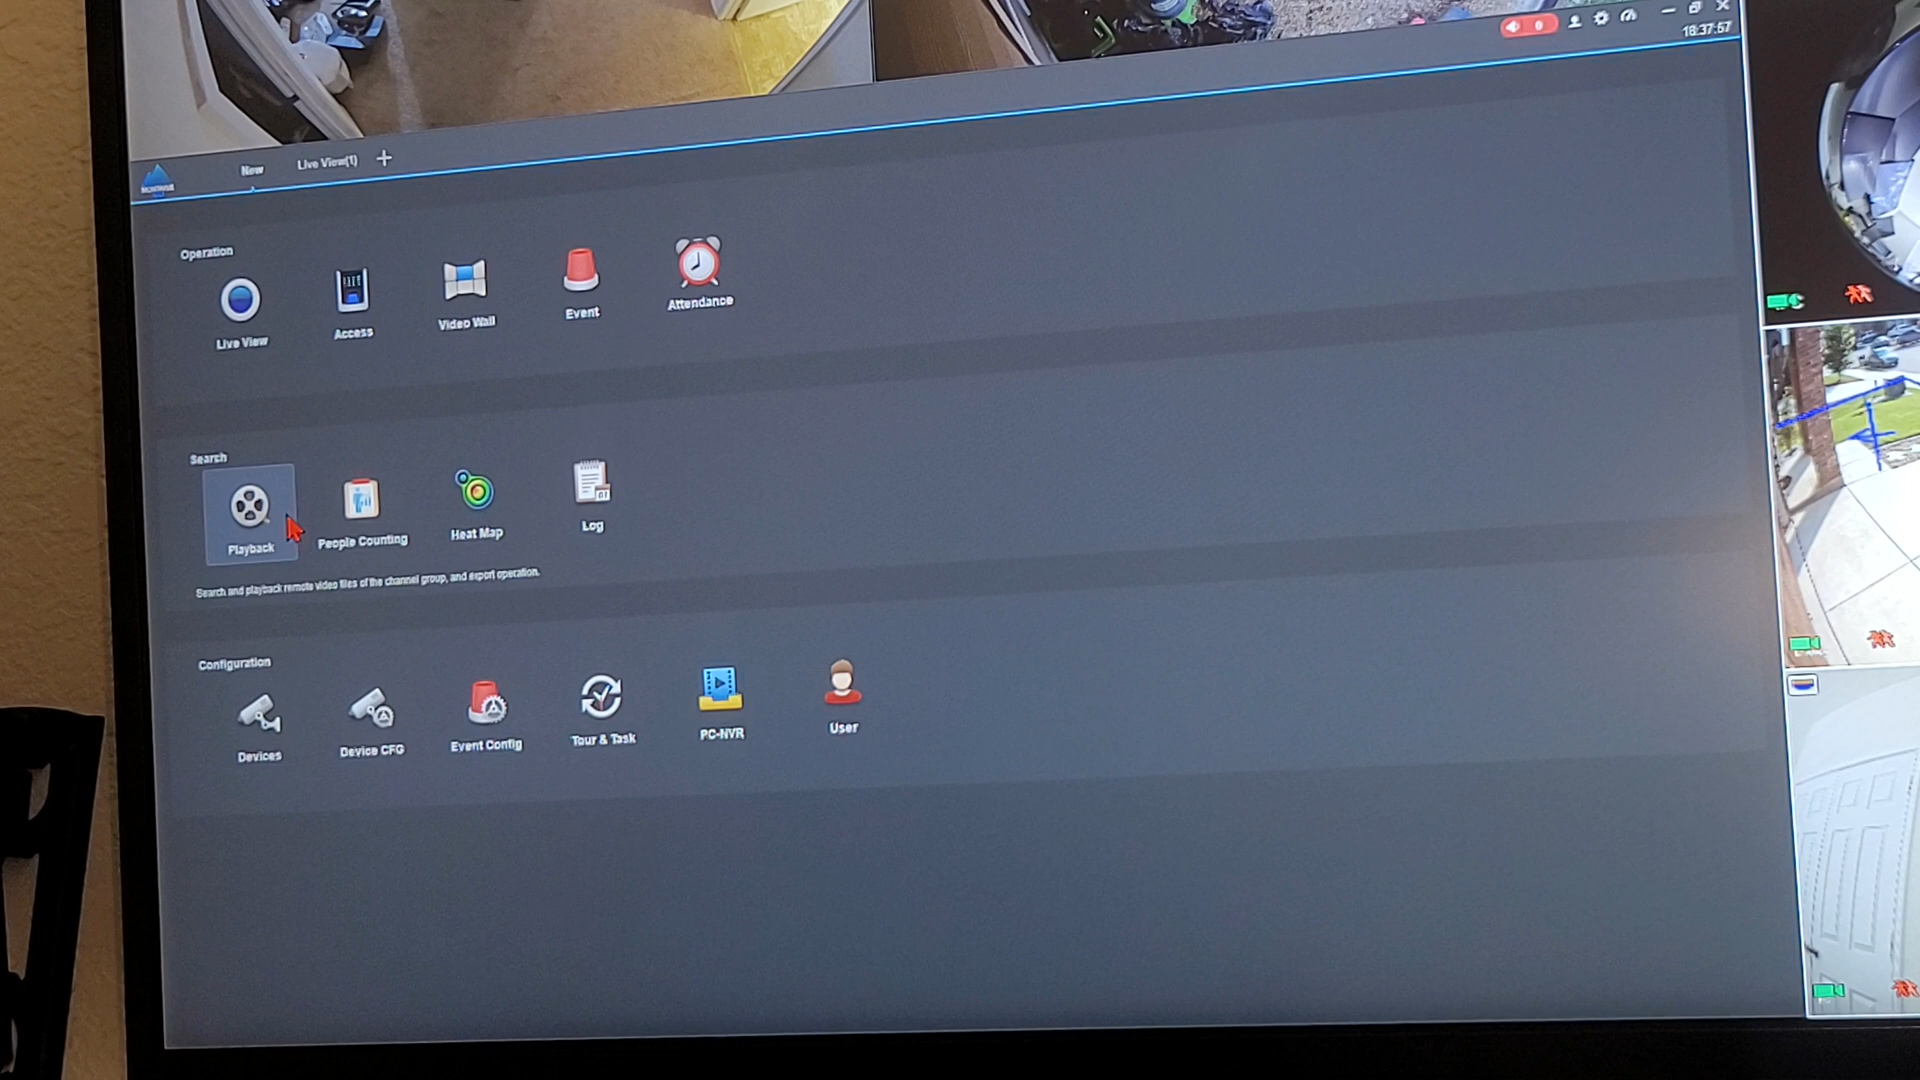 0
18:37:57
New
Live View(1)
Operation
Live View
Access
Video Wall
Event
Attendance
Search
Playback
People Counting
Heat Map
Log
01
Search and playback remote video files of the channel group, and export operation.
Configuration
Devices
Device CFG
Event Config
Tour & Task
PC-NVR
User